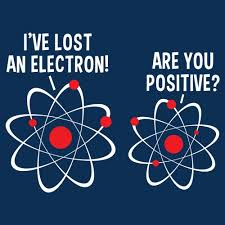 I'VE LOST
AN ELECTRON!
ARE YOU
POSITIVE?